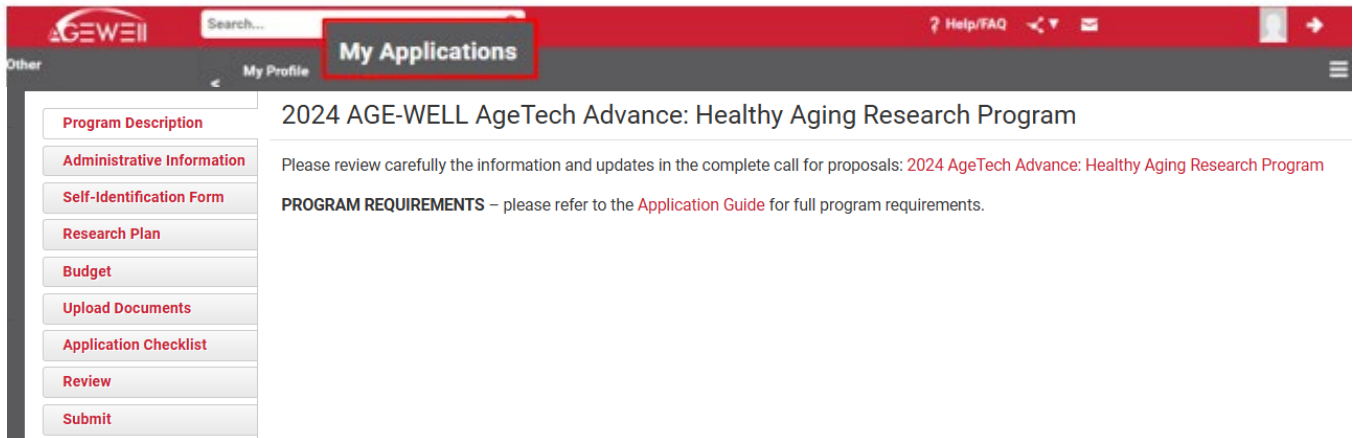 AGEWELL
Search...
? Help/FAQ
Other
My Profile
My Applications
Program Description
Administrative Information
Self-Identification Form
Research Plan
Budget
Upload Documents
Application Checklist
Review
Submit
2024 AGE-WELL AgeTech Advance: Healthy Aging Research Program
Please review carefully the information and updates in the complete call for proposals: 2024 AgeTech Advance: Healthy Aging Research Program
PROGRAM REQUIREMENTS – please refer to the Application Guide for full program requirements.